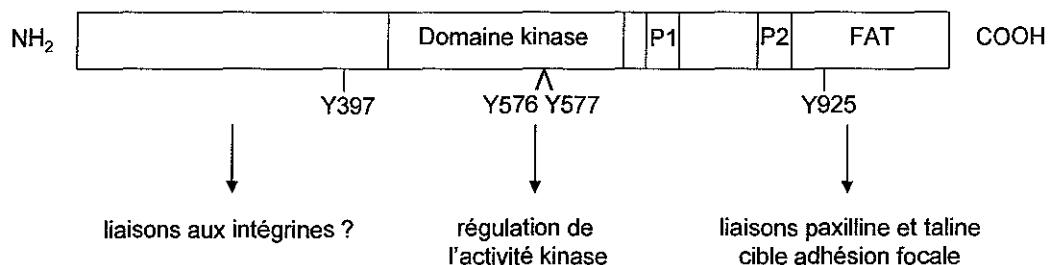 NH2 Domaine kinase P1 P2 FAT COOH
Y397 Y576 Y577 Y925
liaisons aux intégrines ? régulation de liaisons paxilline et taline
l'activité kinase cible adhésion focale